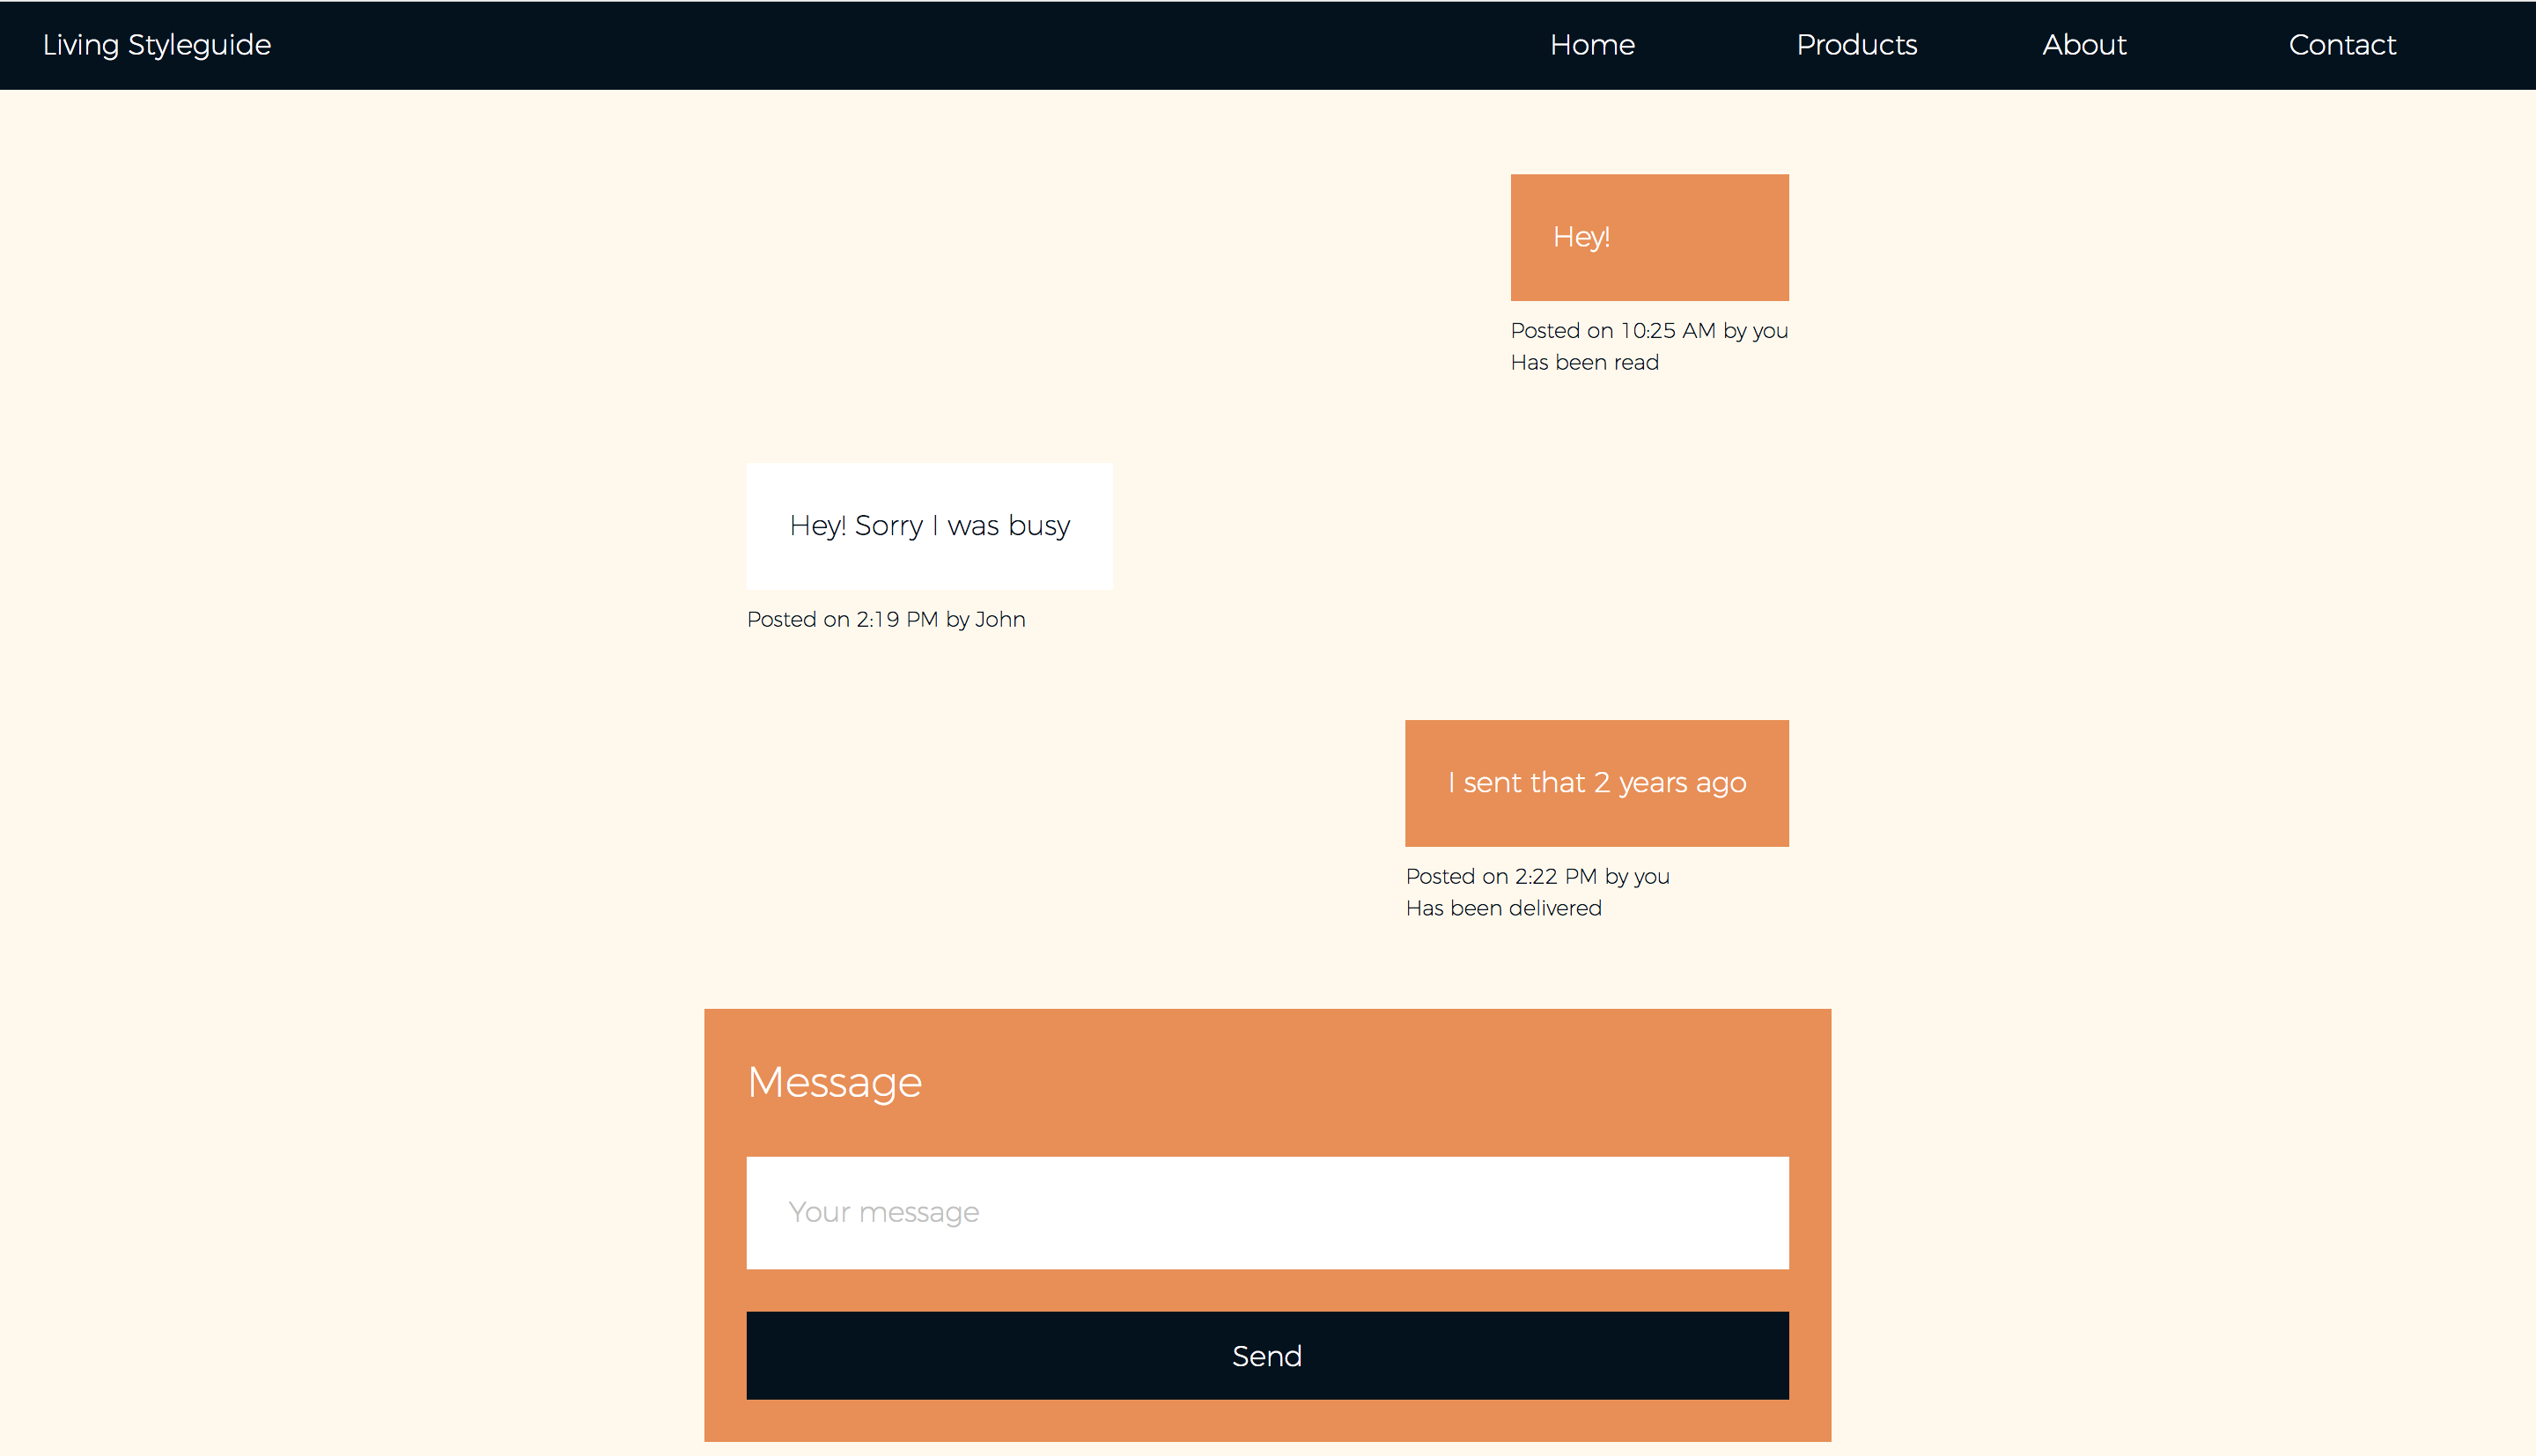 Living Styleguide Home Products About Contact
Hey!
Posted on 10:25 AM by you
Has been read
Hey! Sorry I was busy
Posted on 2:19 PM by John
I sent that 2 years ago
Posted on 2:22 PM by you
Has been delivered
Message
Your message
Send